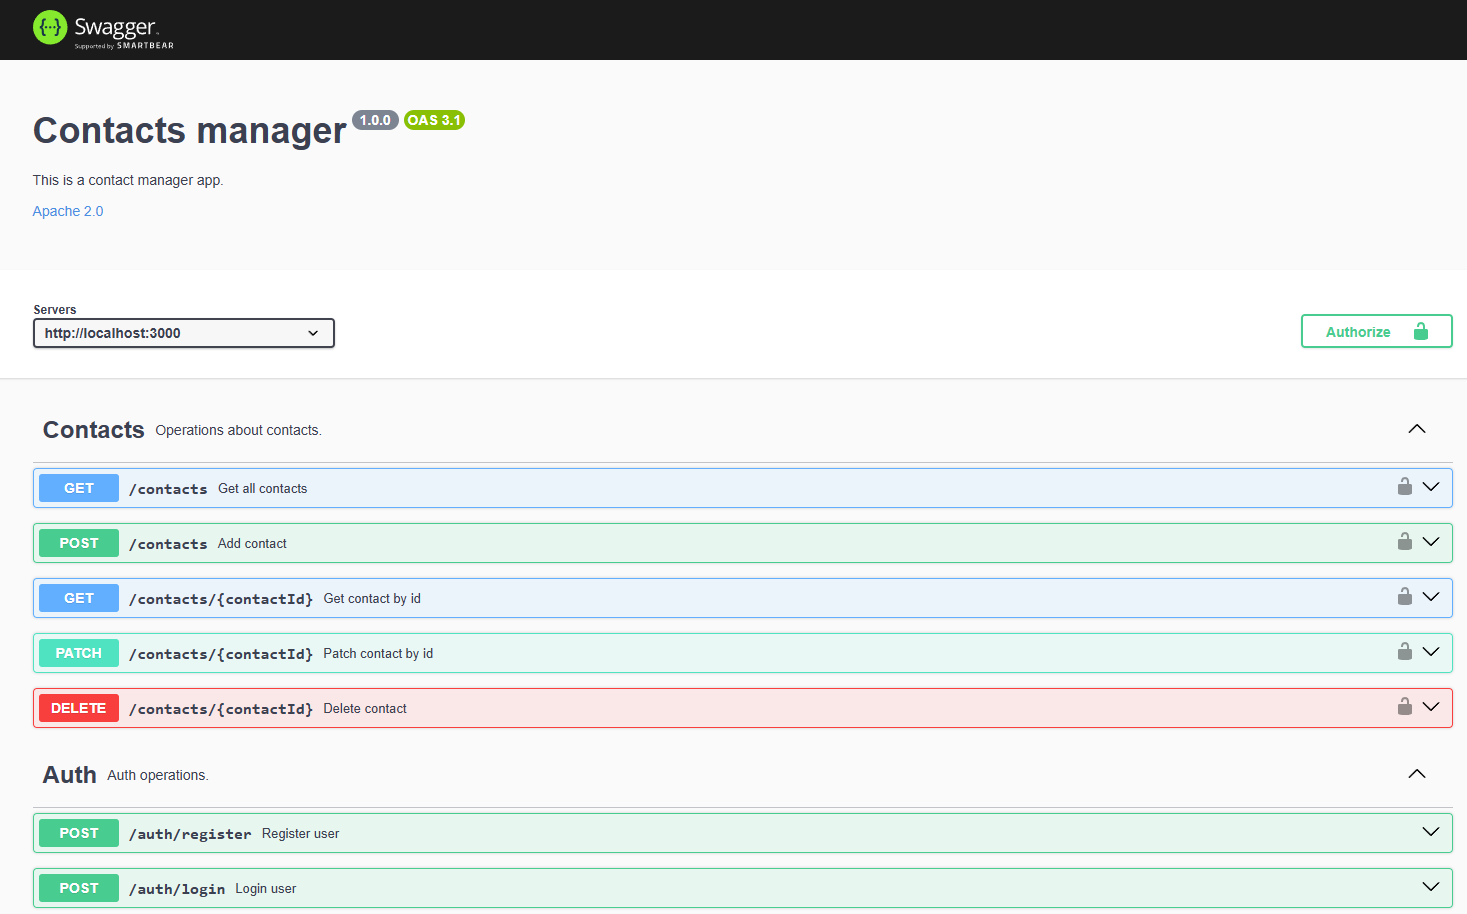 {···} Swagger™
Supported by SMARTBEAR
Contacts manager 1.0.0 OAS 3.1
This is a contact manager app.
Apache 2.0
Servers
http://localhost:3000
Authorize
Contacts Operations about contacts.
GET /contacts Get all contacts
POST /contacts Add contact
GET /contacts/{contactId} Get contact by id
PATCH /contacts/{contactId} Patch contact by id
DELETE /contacts/{contactId} Delete contact
Auth Auth operations.
POST /auth/register Register user
POST /auth/login Login user